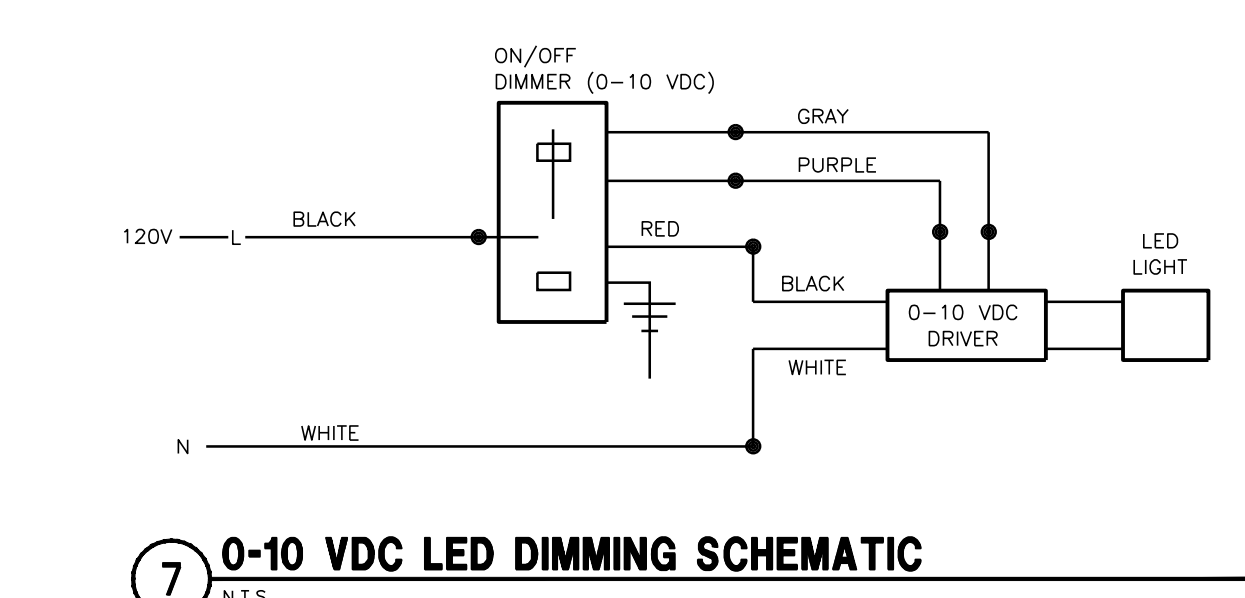 ON/OFF
DIMMER (0-10 VDC)
GRAY
PURPLE
RED
BLACK
120V
L
LED
LIGHT
BLACK
0-10 VDC
DRIVER
WHITE
WHITE
N
7
0-10 VDC LED DIMMING SCHEMATIC
N.T.S.